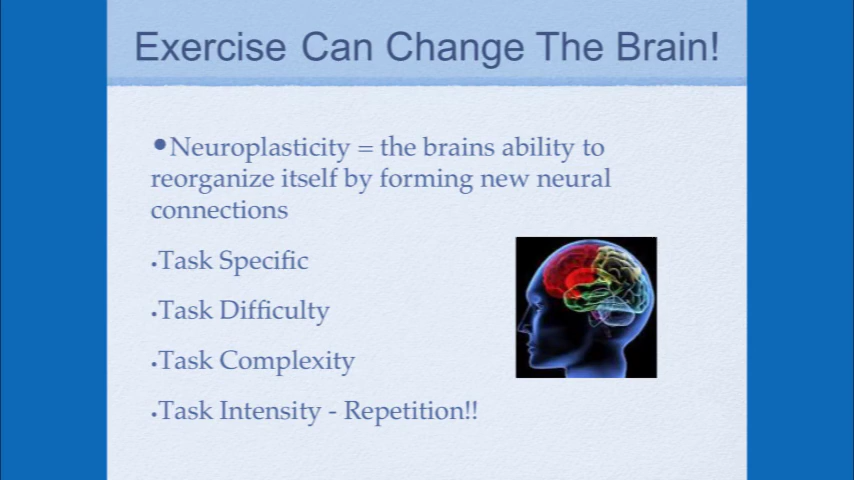 Exercise Can Change The Brain!
•Neuroplasticity = the brains ability to
reorganize itself by forming new neural
connections
•Task Specific
•Task Difficulty
•Task Complexity
•Task Intensity - Repetition!!